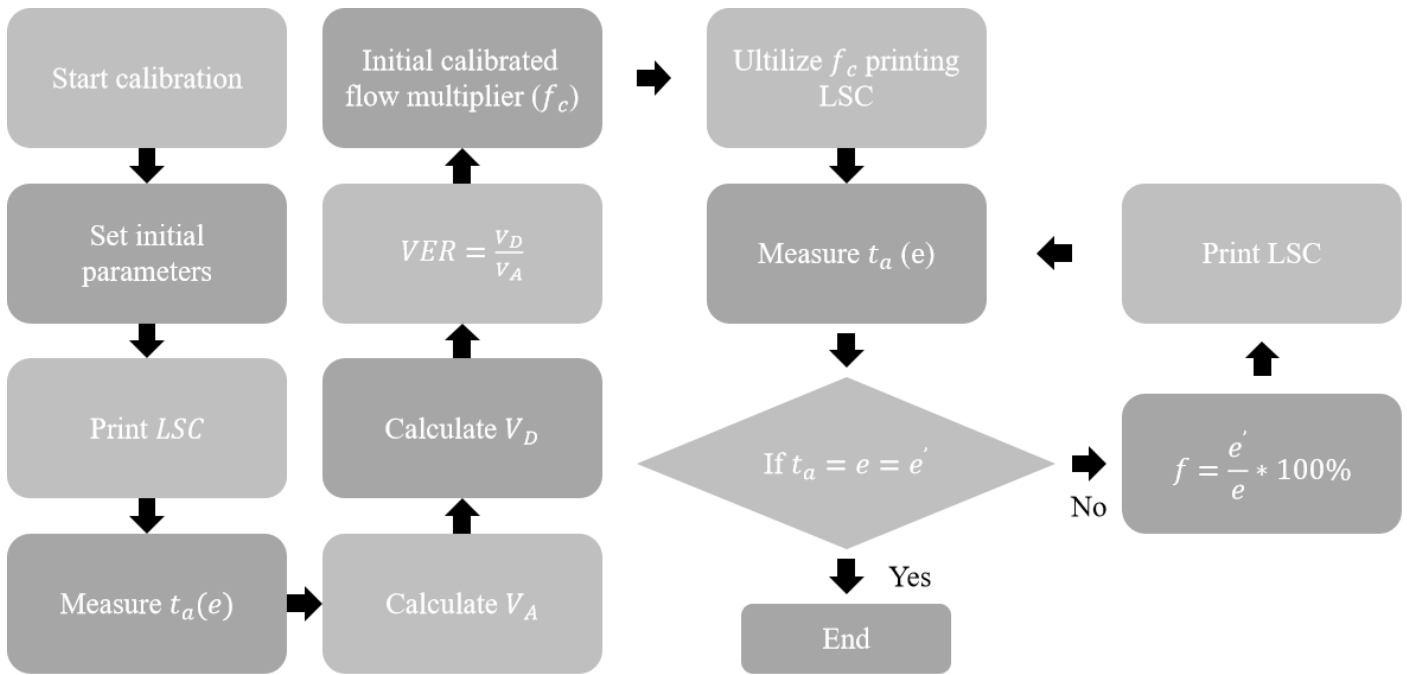 Start calibration
Set initial
parameters
Print LSC
Measure tₐ(e)
Calculate V_A
Calculate V_D
VER = V_D/V_A
Initial calibrated
flow multiplier (f_c)
Ultilize f_c printing
LSC
Measure tₐ (e)
If tₐ = e = e'
Yes
End
No
f = e'/e * 100%
Print LSC